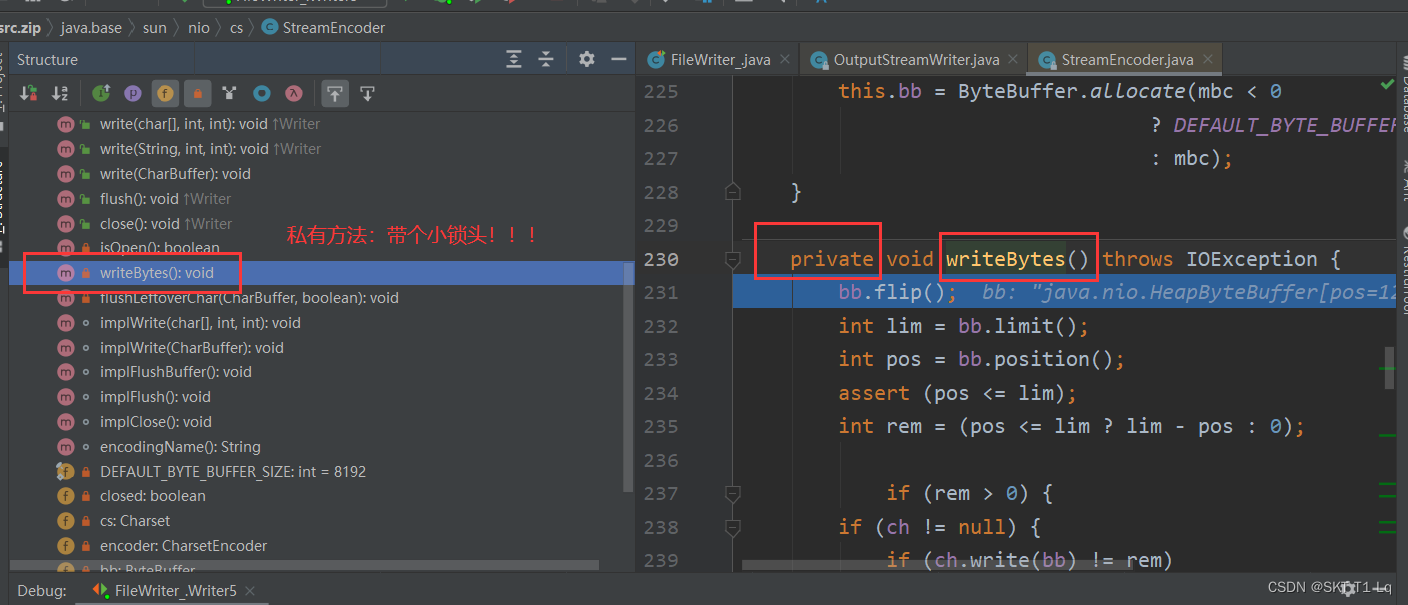 src.zip java.base sun nio cs StreamEncoder
Structure
FileWriter_.java
OutputStreamWriter.java
StreamEncoder.java
write(char[], int, int): void ↑Writer
write(String, int, int): void ↑Writer
write(CharBuffer): void
flush(): void ↑Writer
close(): void ↑Writer
isOpen(): boolean
writeBytes(): void
flushLeftoverChar(CharBuffer, boolean): void
implWrite(char[], int, int): void
implWrite(CharBuffer): void
implFlushBuffer(): void
implFlush(): void
implClose(): void
encodingName(): String
DEFAULT_BYTE_BUFFER_SIZE: int = 8192
closed: boolean
cs: Charset
encoder: CharsetEncoder
bb: ByteBuffer
私有方法：带个小锁头！！！
225 this.bb = ByteBuffer.allocate(mbc < 0
226 ? DEFAULT_BYTE_BUFFER
227 : mbc);
228 }
229
230 private void writeBytes() throws IOException {
231 bb.flip(); bb: "java.nio.HeapByteBuffer[pos=12
232 int lim = bb.limit();
233 int pos = bb.position();
234 assert (pos <= lim);
235 int rem = (pos <= lim ? lim - pos : 0);
236
237 if (rem > 0) {
238 if (ch != null) {
239 if (ch.write(bb) != rem)
Database
Debug: FileWriter_.Writer5